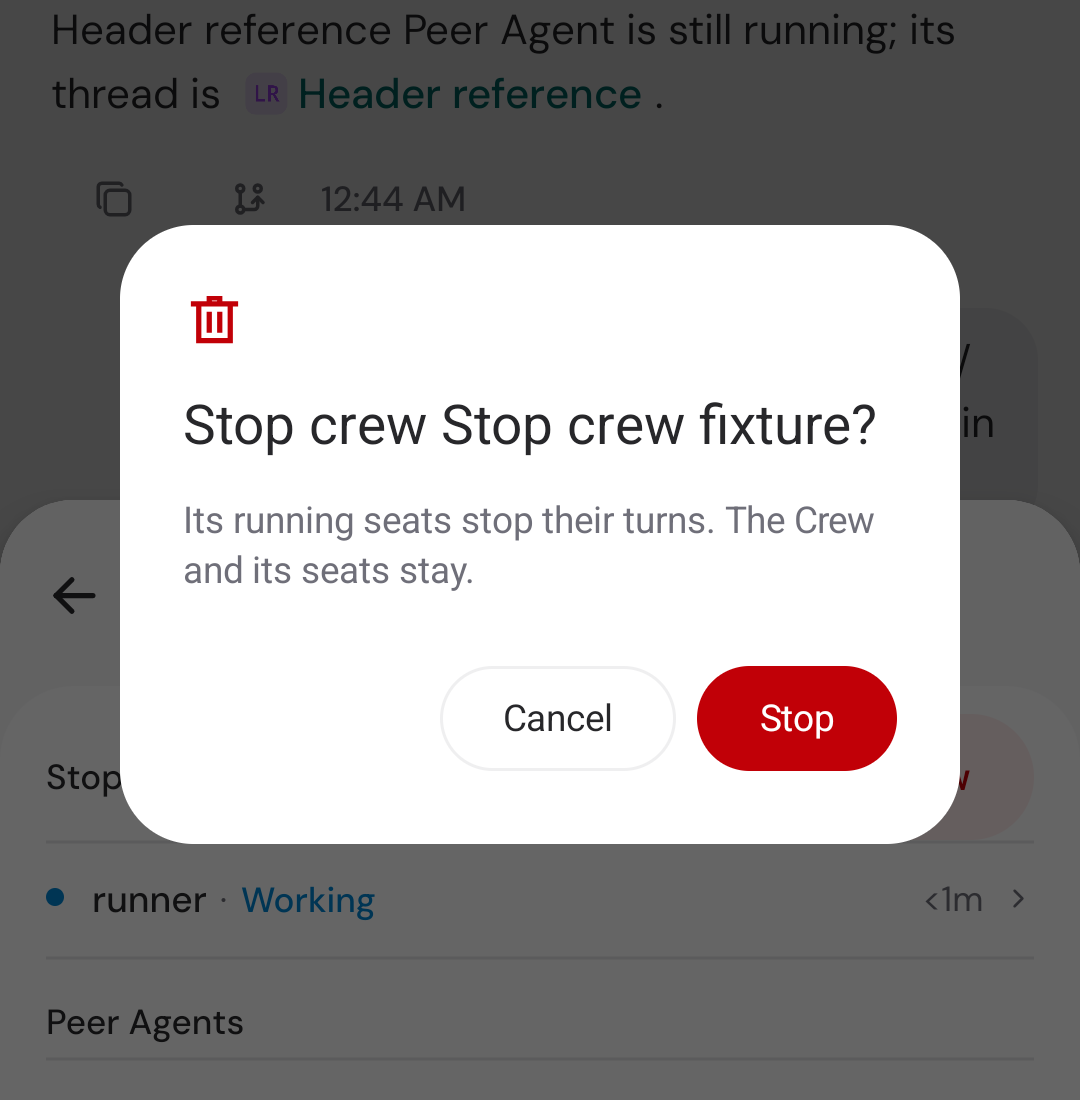 Header reference Peer Agent is still running; its
thread is LR Header reference .
12:44 AM
in
Stop crew Stop crew fixture?
Its running seats stop their turns. The Crew
and its seats stay.
Cancel Stop
Stop
runner · Working <1m
Peer Agents